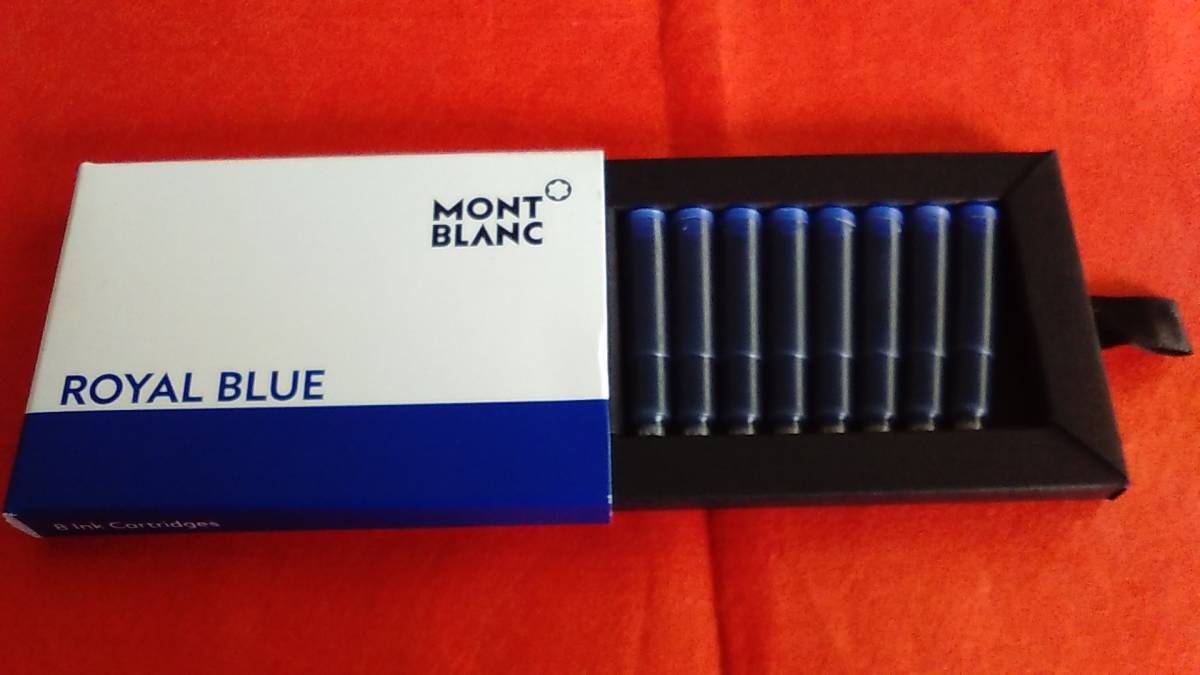 MONT
BLANC
ROYAL BLUE
8 Ink Cartridges